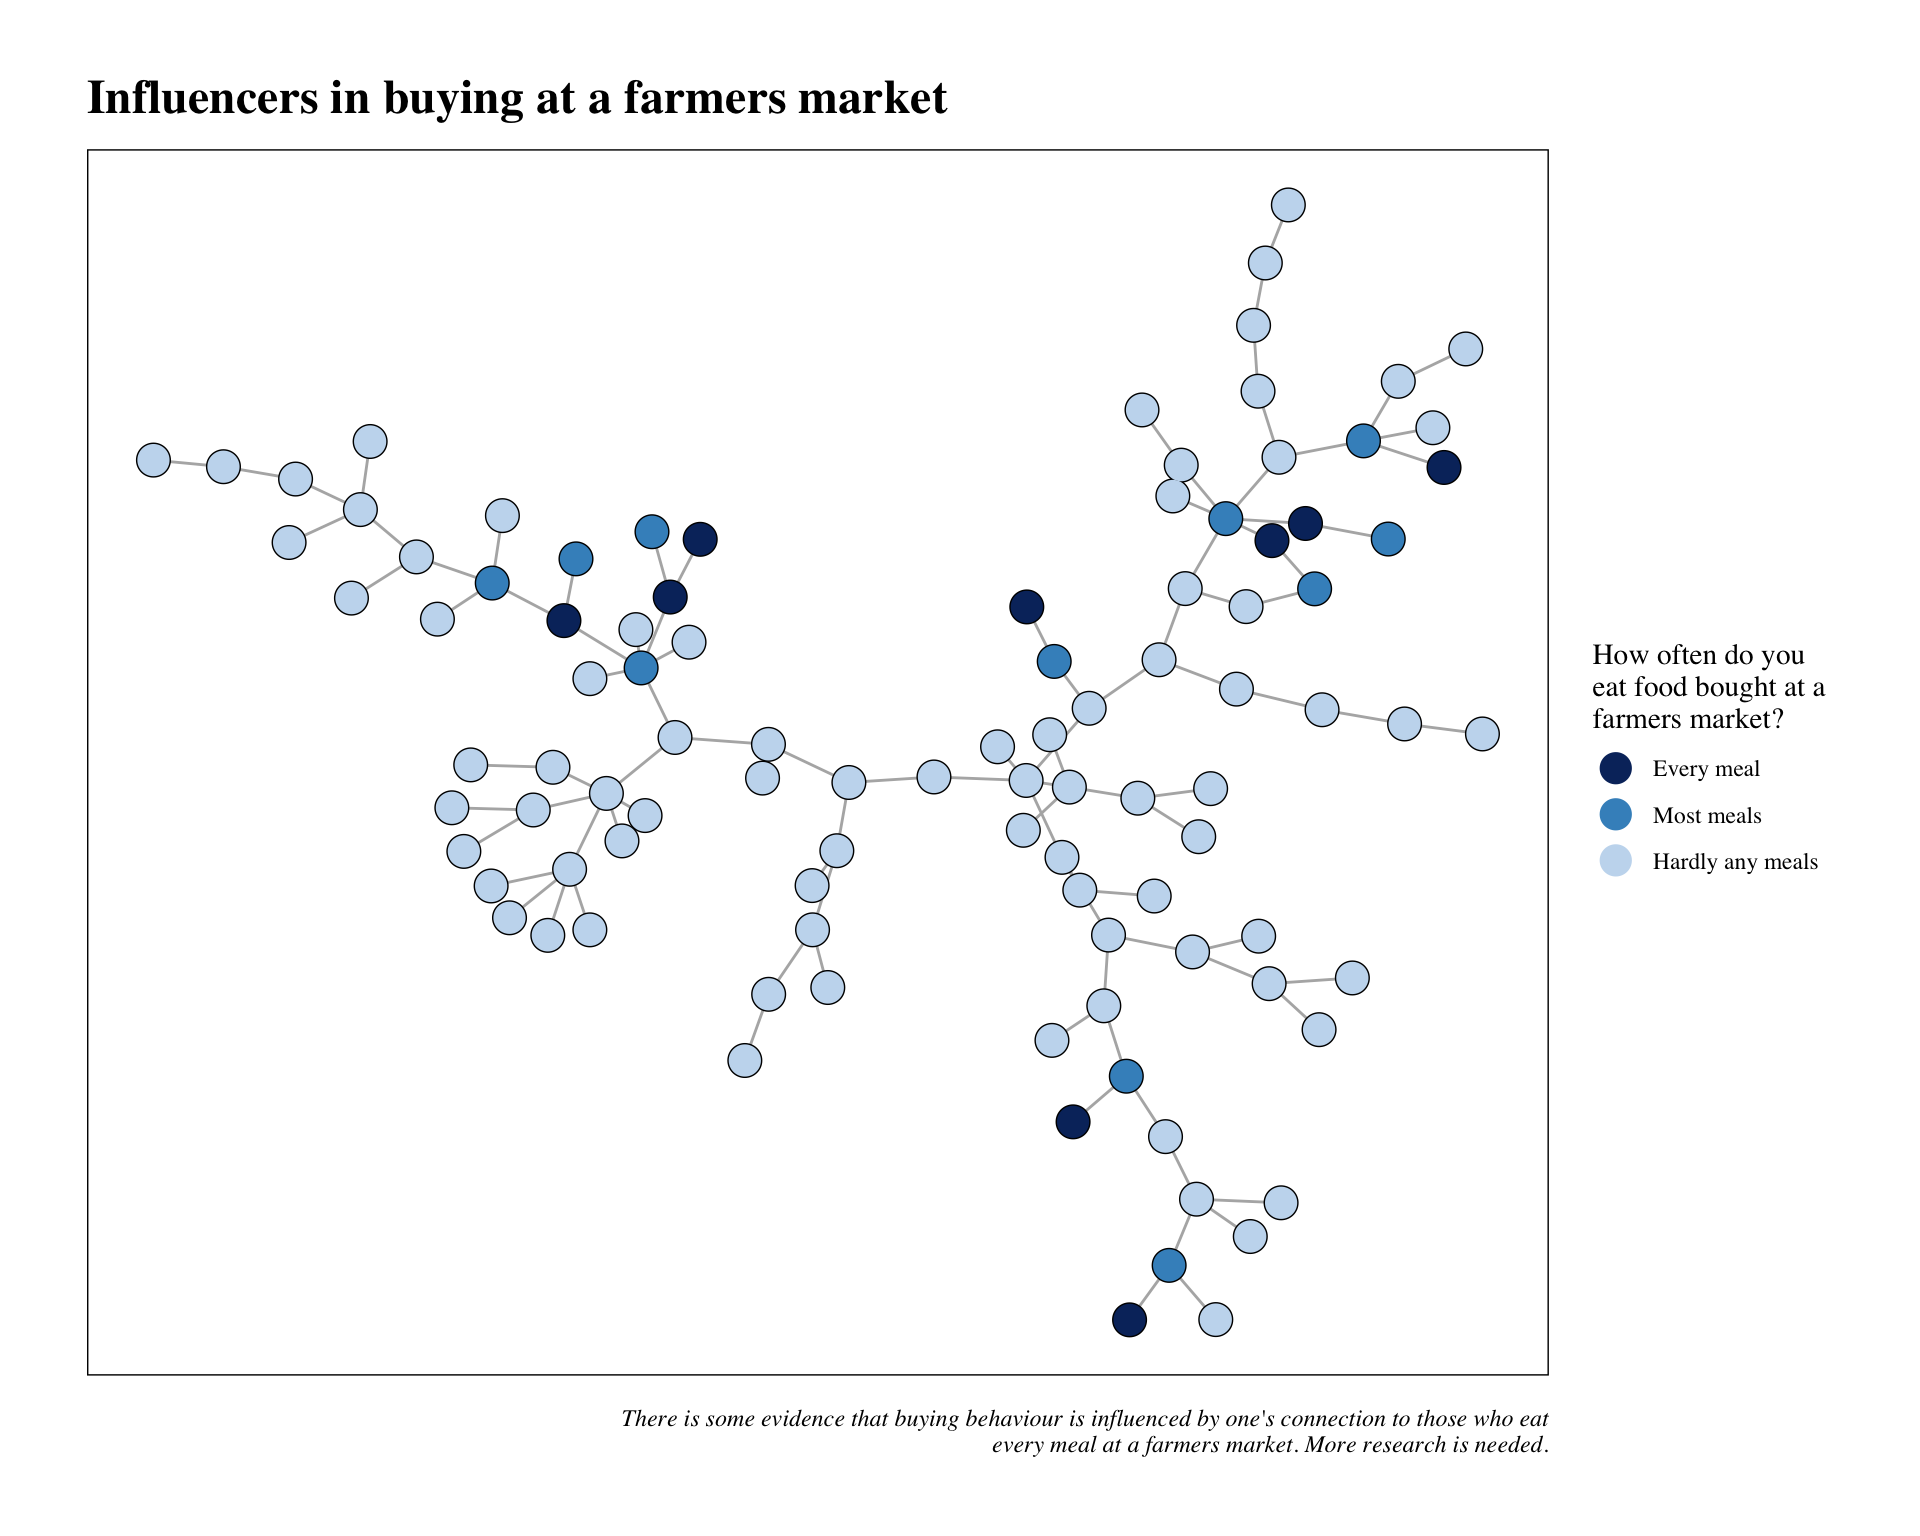 Influencers in buying at a farmers market
How often do you
eat food bought at a
farmers market?
Every meal
Most meals
Hardly any meals
There is some evidence that buying behaviour is influenced by one's connection to those who eat
every meal at a farmers market. More research is needed.